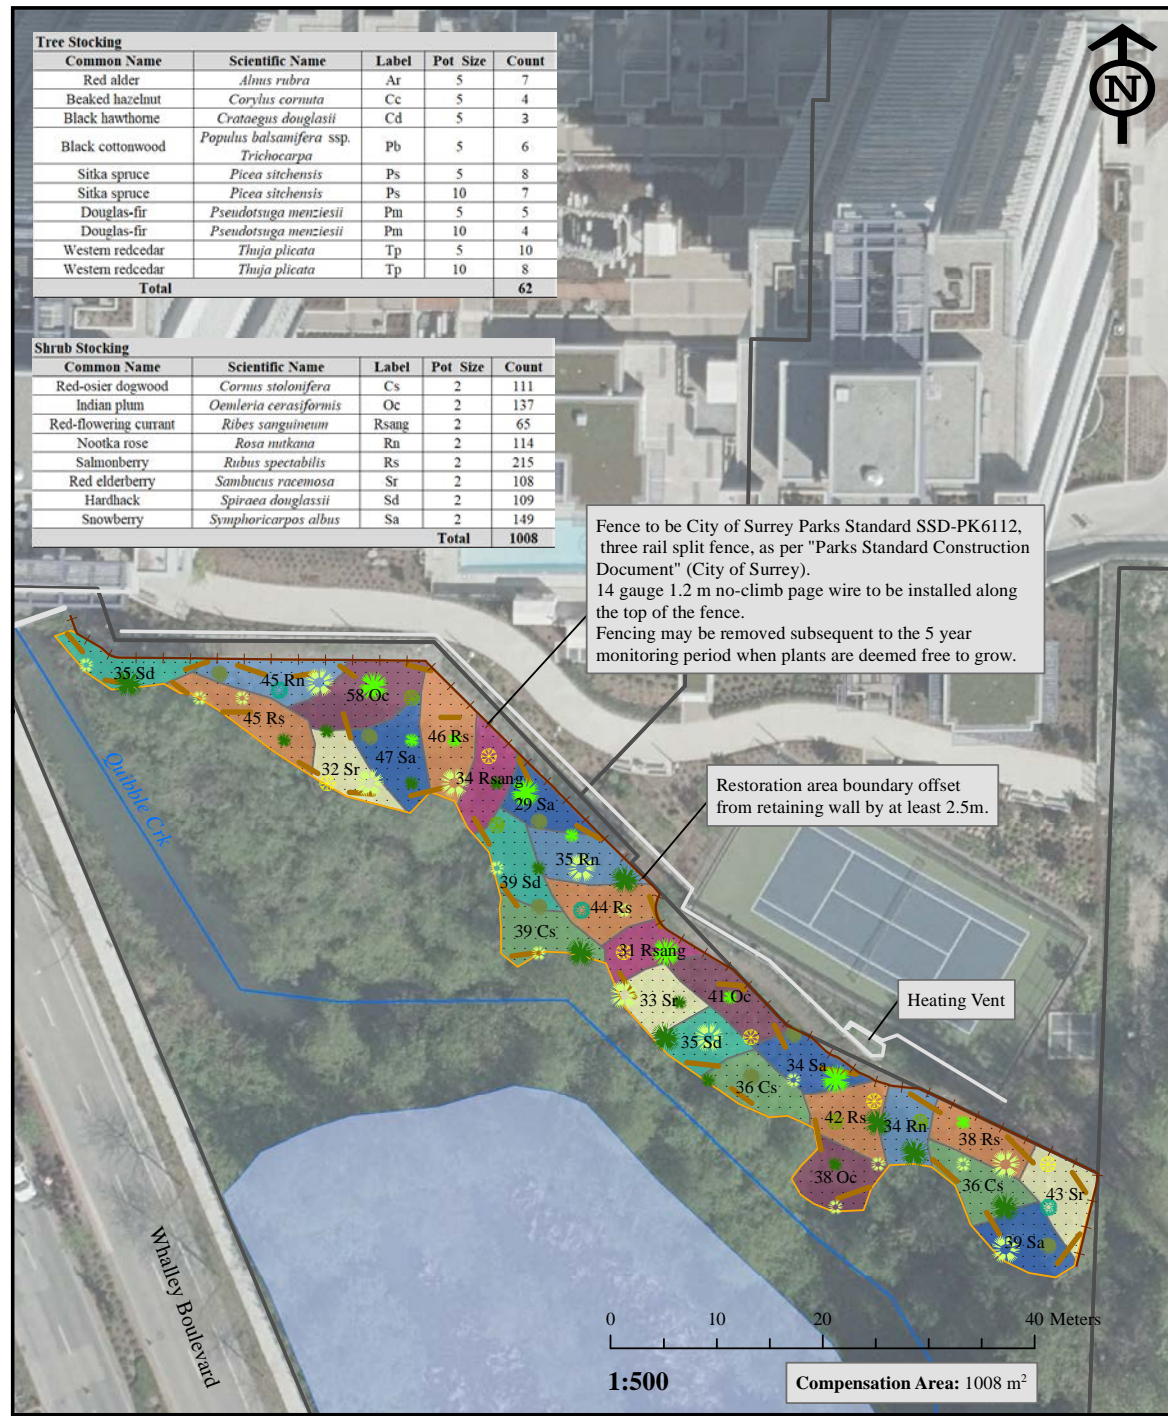 Tree Stocking
Common Name Scientific Name Label Pot Size Count
Red alder Alnus rubra Ar 5 7
Beaked hazelnut Corylus cornuta Cc 5 4
Black hawthorne Crataegus douglasii Cd 5 3
Black cottonwood Populus balsamifera ssp. Trichocarpa Pb 5 6
Sitka spruce Picea sitchensis Ps 5 8
Sitka spruce Picea sitchensis Ps 10 7
Douglas-fir Pseudotsuga menziesii Pm 5 5
Douglas-fir Pseudotsuga menziesii Pm 10 4
Western redcedar Thuja plicata Tp 5 10
Western redcedar Thuja plicata Tp 10 8
Total 62
N
Shrub Stocking
Common Name Scientific Name Label Pot Size Count
Red-osier dogwood Cornus stolonifera Cs 2 111
Indian plum Oemleria cerasiformis Oc 2 137
Red-flowering currant Ribes sanguineum Rsang 2 65
Nootka rose Rosa nutkana Rn 2 114
Salmonberry Rubus spectabilis Rs 2 215
Red elderberry Sambucus racemosa Sr 2 108
Hardhack Spiraea douglassii Sd 2 109
Snowberry Symphoricarpos albus Sa 2 149
Total 1008
Fence to be City of Surrey Parks Standard SSD-PK6112,
three rail split fence, as per "Parks Standard Construction
Document" (City of Surrey).
14 gauge 1.2 m no-climb page wire to be installed along
the top of the fence.
Fencing may be removed subsequent to the 5 year
monitoring period when plants are deemed free to grow.
35 Sd
45 Rn
58 Oc
45 Rs
46 Rs
47 Sa
32 Sr
34 Rsang
29 Sa
Quibble Crk
Restoration area boundary offset
from retaining wall by at least 2.5m.
35 Rn
39 Sd
44 Rs
39 Cs
31 Rsang
33 Sr
41 Oc
Heating Vent
35 Sd
34 Sa
36 Cs
42 Rs
34 Rn
38 Rs
38 Oc
36 Cs
43 Sr
39 Sa
Whalley Boulevard
0 10 20 40 Meters
1:500
Compensation Area: 1008 m²